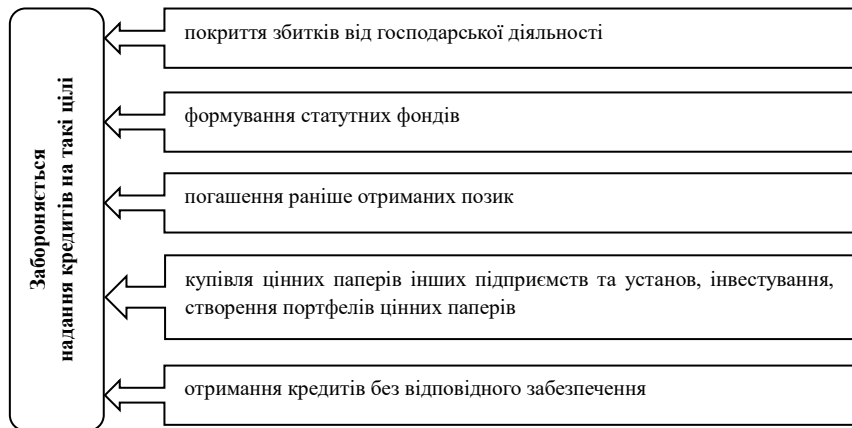 Забороняється
надання кредитів на такі цілі
покриття збитків від господарської діяльності
формування статутних фондів
погашення раніше отриманих позик
купівля цінних паперів інших підприємств та установ, інвестування,
створення портфелів цінних паперів
отримання кредитів без відповідного забезпечення